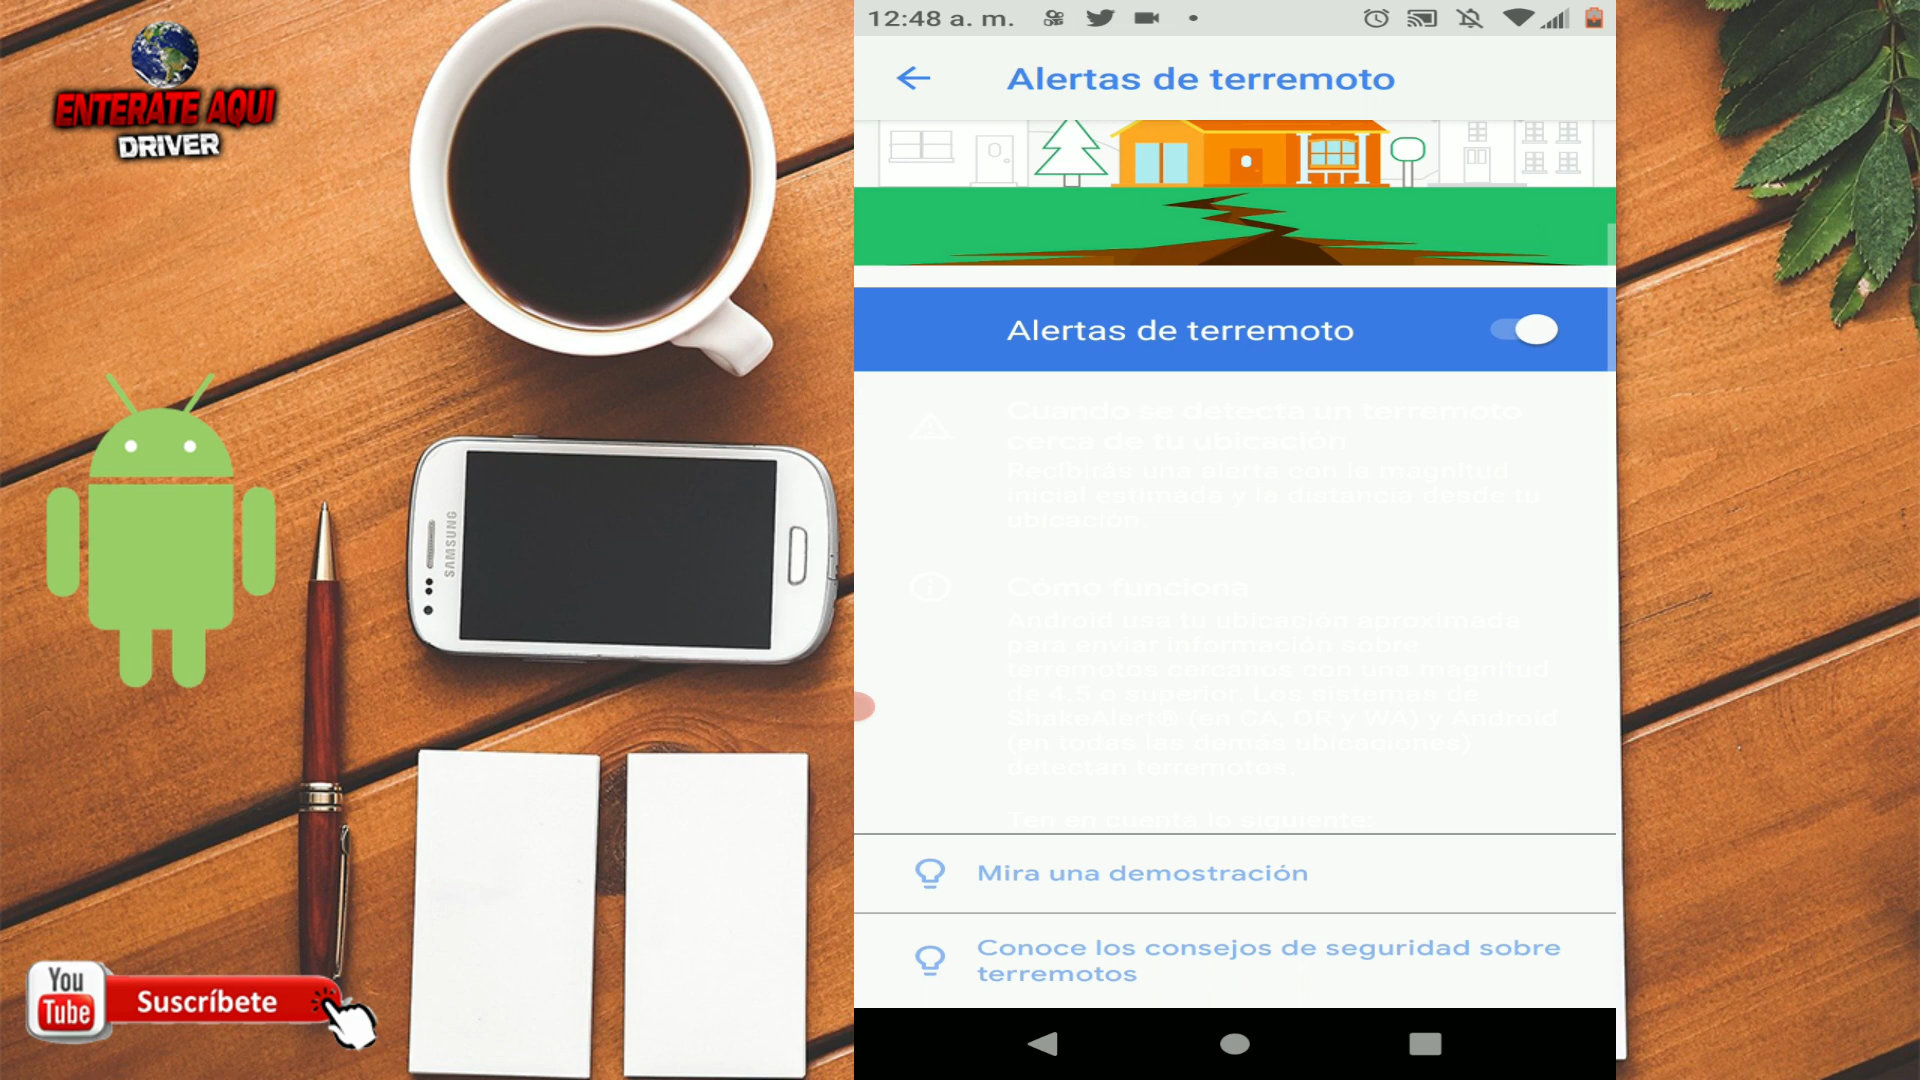 ENTERATE AQUI
DRIVER
SAMSUNG
You
Tube
Suscríbete
12:48 a. m.
Alertas de terremoto
Alertas de terremoto
Cuando se detecta un terremoto
cerca de tu ubicación
Recibirás una alerta con la magnitud
inicial estimada y la distancia desde tu
ubicación.
Cómo funciona
Android usa tu ubicación aproximada
para enviar información sobre
terremotos cercanos con una magnitud
de 4.5 o superior. Los sistemas de
ShakeAlert® (en CA, OR y WA) y Android
(en todas las demás ubicaciones)
detectan terremotos.
Ten en cuenta lo siguiente:
Mira una demostración
Conoce los consejos de seguridad sobre
terremotos